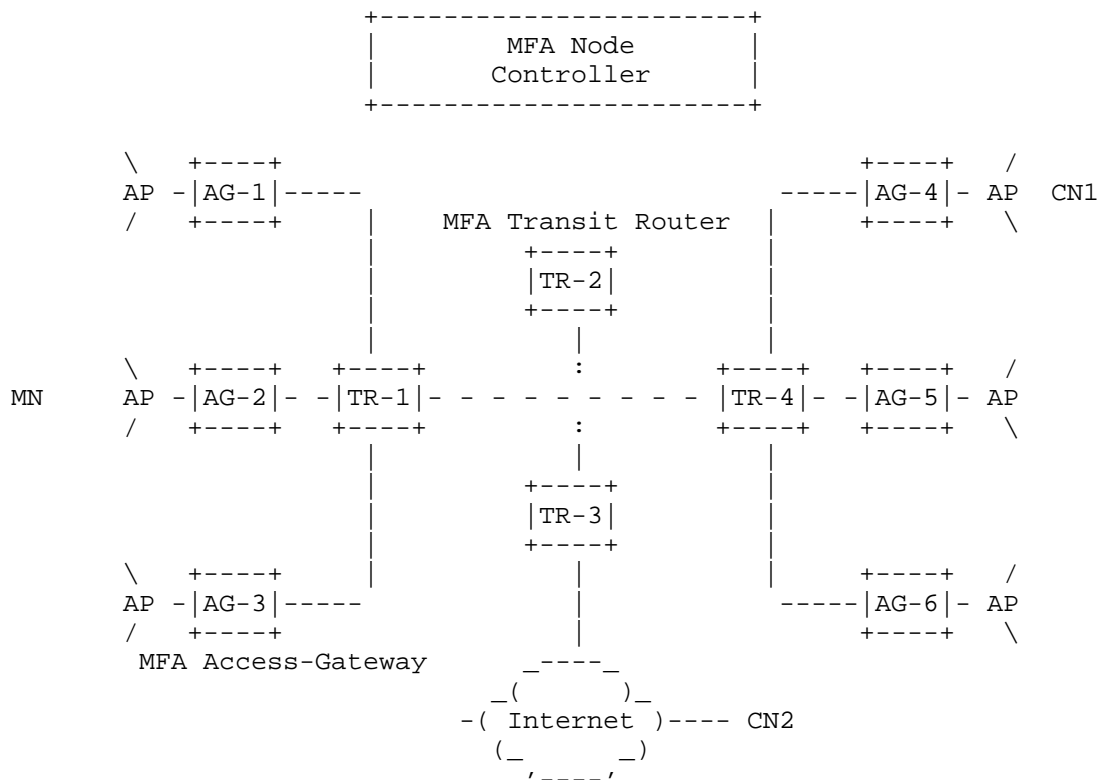 MFA Node
Controller
AP AG-1 AG-4 AP CN1
MFA Transit Router
TR-2
MN AP AG-2 TR-1 TR-4 AG-5 AP
TR-3
AP AG-3 AG-6 AP
MFA Access-Gateway
Internet CN2